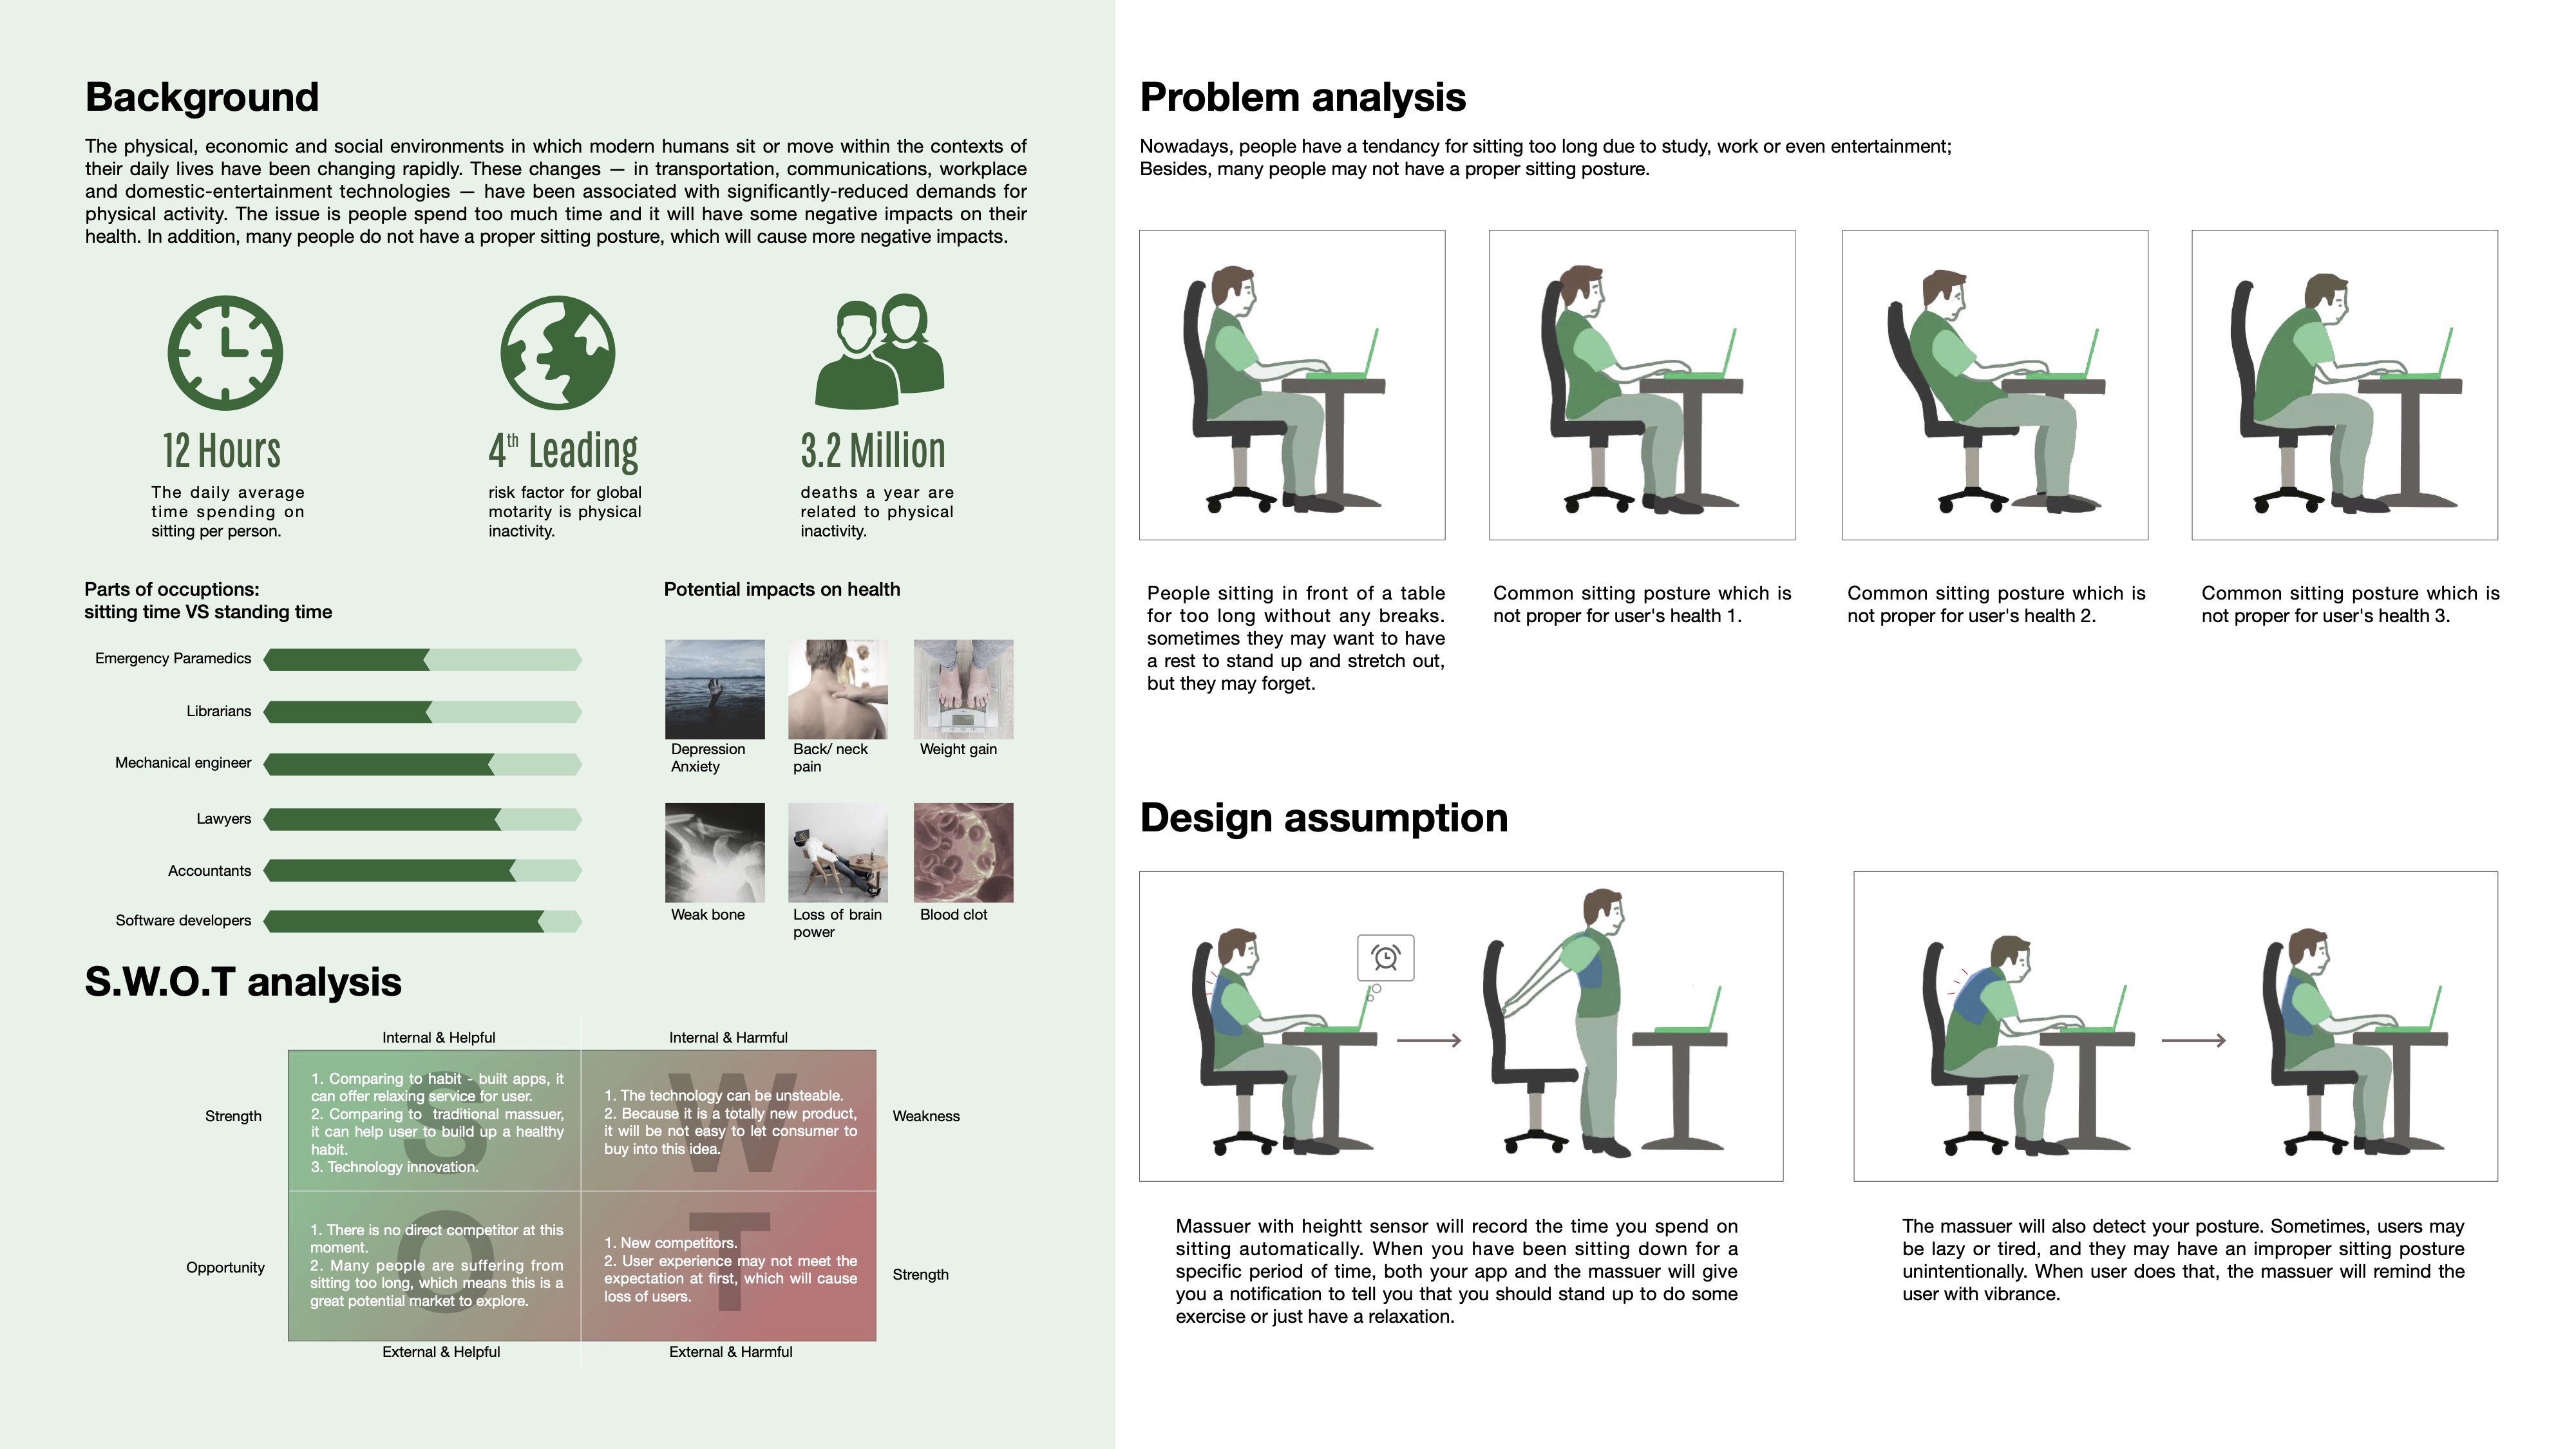 Background
The physical, economic and social environments in which modern humans sit or move within the contexts of
their daily lives have been changing rapidly. These changes — in transportation, communications, workplace
and domestic-entertainment technologies — have been associated with significantly-reduced demands for
physical activity. The issue is people spend too much time and it will have some negative impacts on their
health. In addition, many people do not have a proper sitting posture, which will cause more negative impacts.
12 Hours
The daily average
time spending on
sitting per person.
4th Leading
risk factor for global
motarity is physical
inactivity.
3.2 Million
deaths a year are
related to physical
inactivity.
Parts of occuptions:
sitting time VS standing time
Emergency Paramedics
Librarians
Mechanical engineer
Lawyers
Accountants
Software developers
Potential impacts on health
Depression
Anxiety
Back/ neck
pain
Weight gain
Weak bone
Loss of brain
power
Blood clot
S.W.O.T analysis
Internal & Helpful
Internal & Harmful
Strength
S
1. Comparing to habit - built apps, it
can offer relaxing service for user.
2. Comparing to traditional massuer,
it can help user to build up a healthy
habit.
3. Technology innovation.
W
1. The technology can be unsteable.
2. Because it is a totally new product,
it will be not easy to let consumer to
buy into this idea.
Weakness
Opportunity
O
1. There is no direct competitor at this
moment.
2. Many people are suffering from
sitting too long, which means this is a
great potential market to explore.
T
1. New competitors.
2. User experience may not meet the
expectation at first, which will cause
loss of users.
Strength
External & Helpful
External & Harmful
Problem analysis
Nowadays, people have a tendancy for sitting too long due to study, work or even entertainment;
Besides, many people may not have a proper sitting posture.
People sitting in front of a table
for too long without any breaks.
sometimes they may want to have
a rest to stand up and stretch out,
but they may forget.
Common sitting posture which is
not proper for user's health 1.
Common sitting posture which is
not proper for user's health 2.
Common sitting posture which is
not proper for user's health 3.
Design assumption
Massuer with heightt sensor will record the time you spend on
sitting automatically. When you have been sitting down for a
specific period of time, both your app and the massuer will give
you a notification to tell you that you should stand up to do some
exercise or just have a relaxation.
The massuer will also detect your posture. Sometimes, users may
be lazy or tired, and they may have an improper sitting posture
unintentionally. When user does that, the massuer will remind the
user with vibrance.